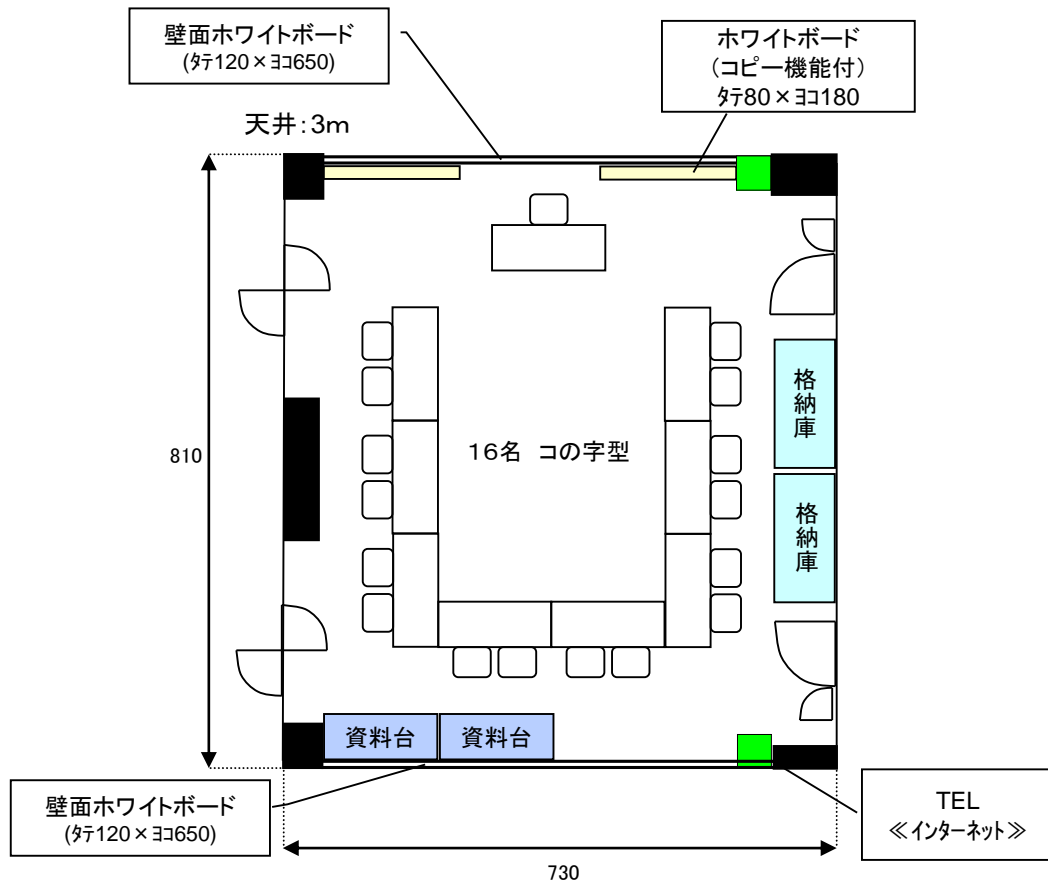 壁面ホワイトボード
(ﾀﾃ120×ﾖｺ650)
ホワイトボード
（コピー機能付）
ﾀﾃ80×ﾖｺ180
天井：3ｍ
810
16名 コの字型
格納庫
格納庫
資料台
資料台
壁面ホワイトボード
(ﾀﾃ120×ﾖｺ650)
TEL
≪インターネット≫
730